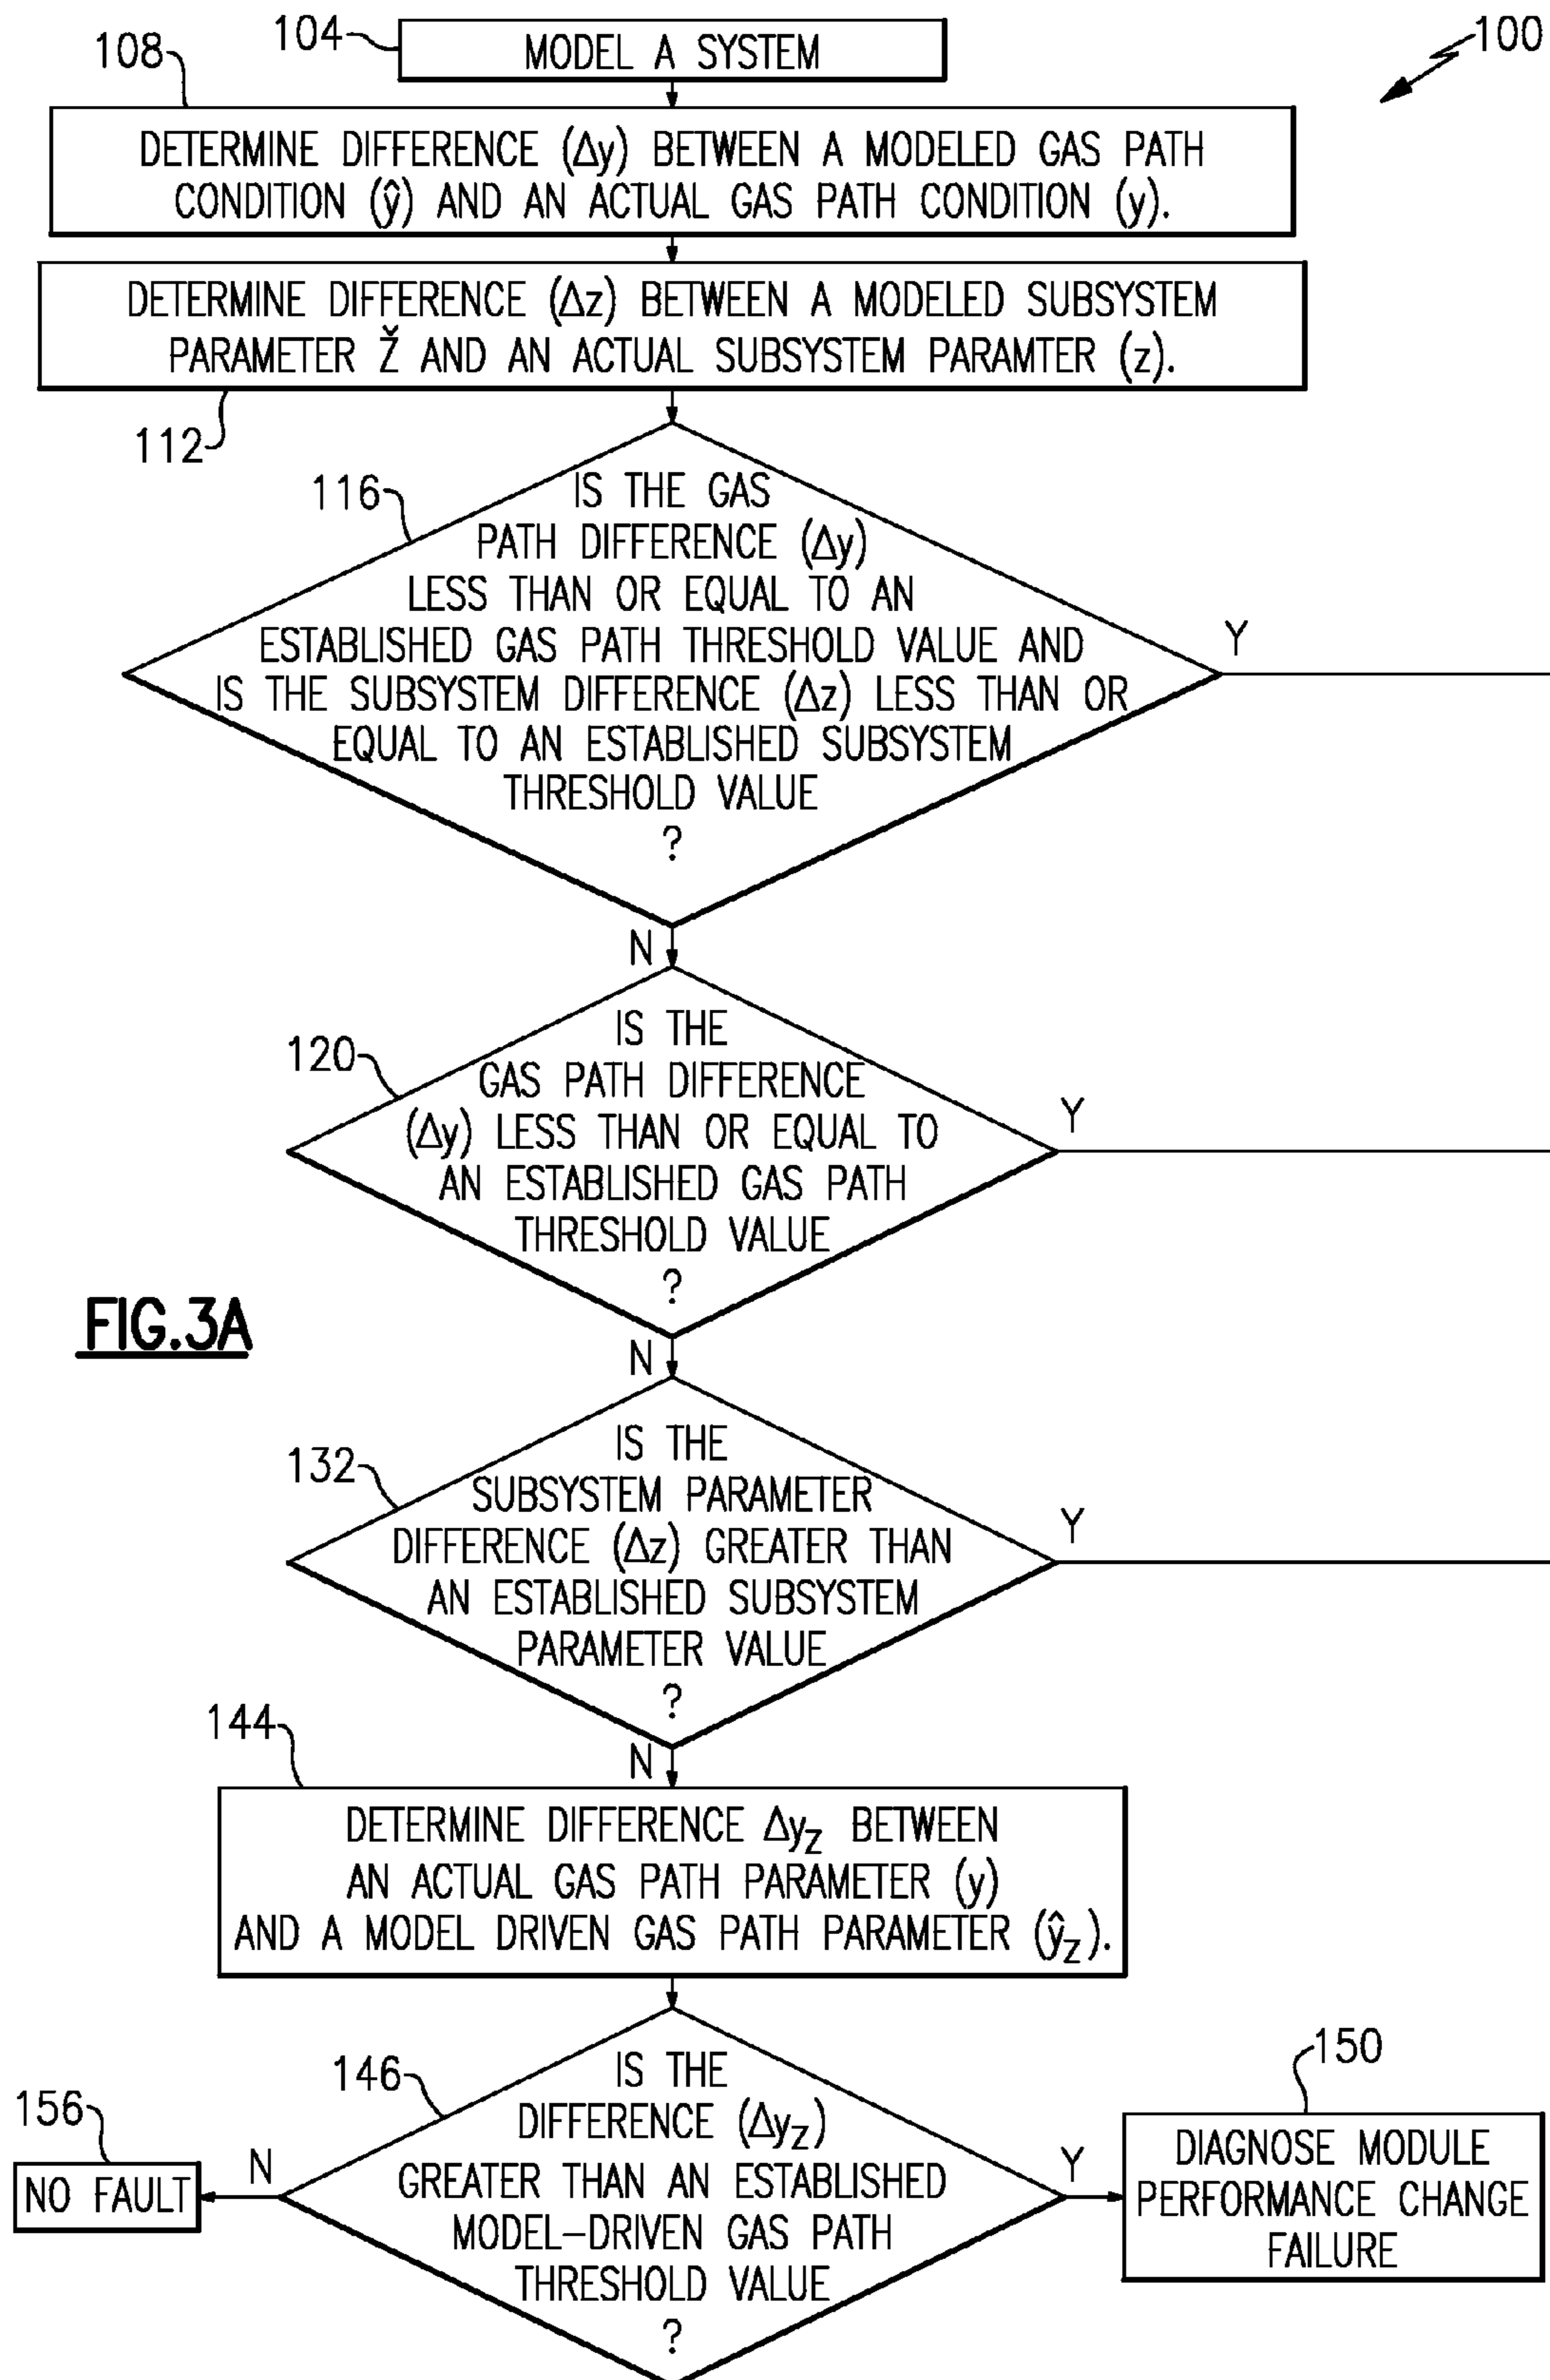 104
MODEL A SYSTEM
100
108
DETERMINE DIFFERENCE (Δy) BETWEEN A MODELED GAS PATH
CONDITION (ŷ) AND AN ACTUAL GAS PATH CONDITION (y).
DETERMINE DIFFERENCE (Δz) BETWEEN A MODELED SUBSYSTEM
PARAMETER Ž AND AN ACTUAL SUBSYSTEM PARAMTER (z).
112
116
IS THE GAS
PATH DIFFERENCE (Δy)
LESS THAN OR EQUAL TO AN
ESTABLISHED GAS PATH THRESHOLD VALUE AND
IS THE SUBSYSTEM DIFFERENCE (Δz) LESS THAN OR
EQUAL TO AN ESTABLISHED SUBSYSTEM
THRESHOLD VALUE
?
Y
N
120
IS THE
GAS PATH DIFFERENCE
(Δy) LESS THAN OR EQUAL TO
AN ESTABLISHED GAS PATH
THRESHOLD VALUE
?
Y
FIG.3A
N
132
IS THE
SUBSYSTEM PARAMETER
DIFFERENCE (Δz) GREATER THAN
AN ESTABLISHED SUBSYSTEM
PARAMETER VALUE
?
Y
N
144
DETERMINE DIFFERENCE Δyz BETWEEN
AN ACTUAL GAS PATH PARAMETER (y)
AND A MODEL DRIVEN GAS PATH PARAMETER (ŷz).
146
IS THE
DIFFERENCE (Δyz)
GREATER THAN AN ESTABLISHED
MODEL-DRIVEN GAS PATH
THRESHOLD VALUE
?
156
N
NO FAULT
Y
150
DIAGNOSE MODULE
PERFORMANCE CHANGE
FAILURE